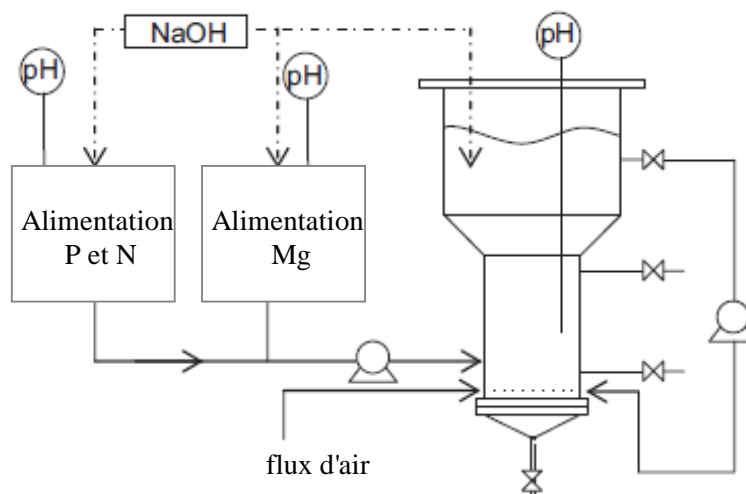 NaOH
pH
pH
pH
Alimentation
P et N
Alimentation
Mg
flux d'air